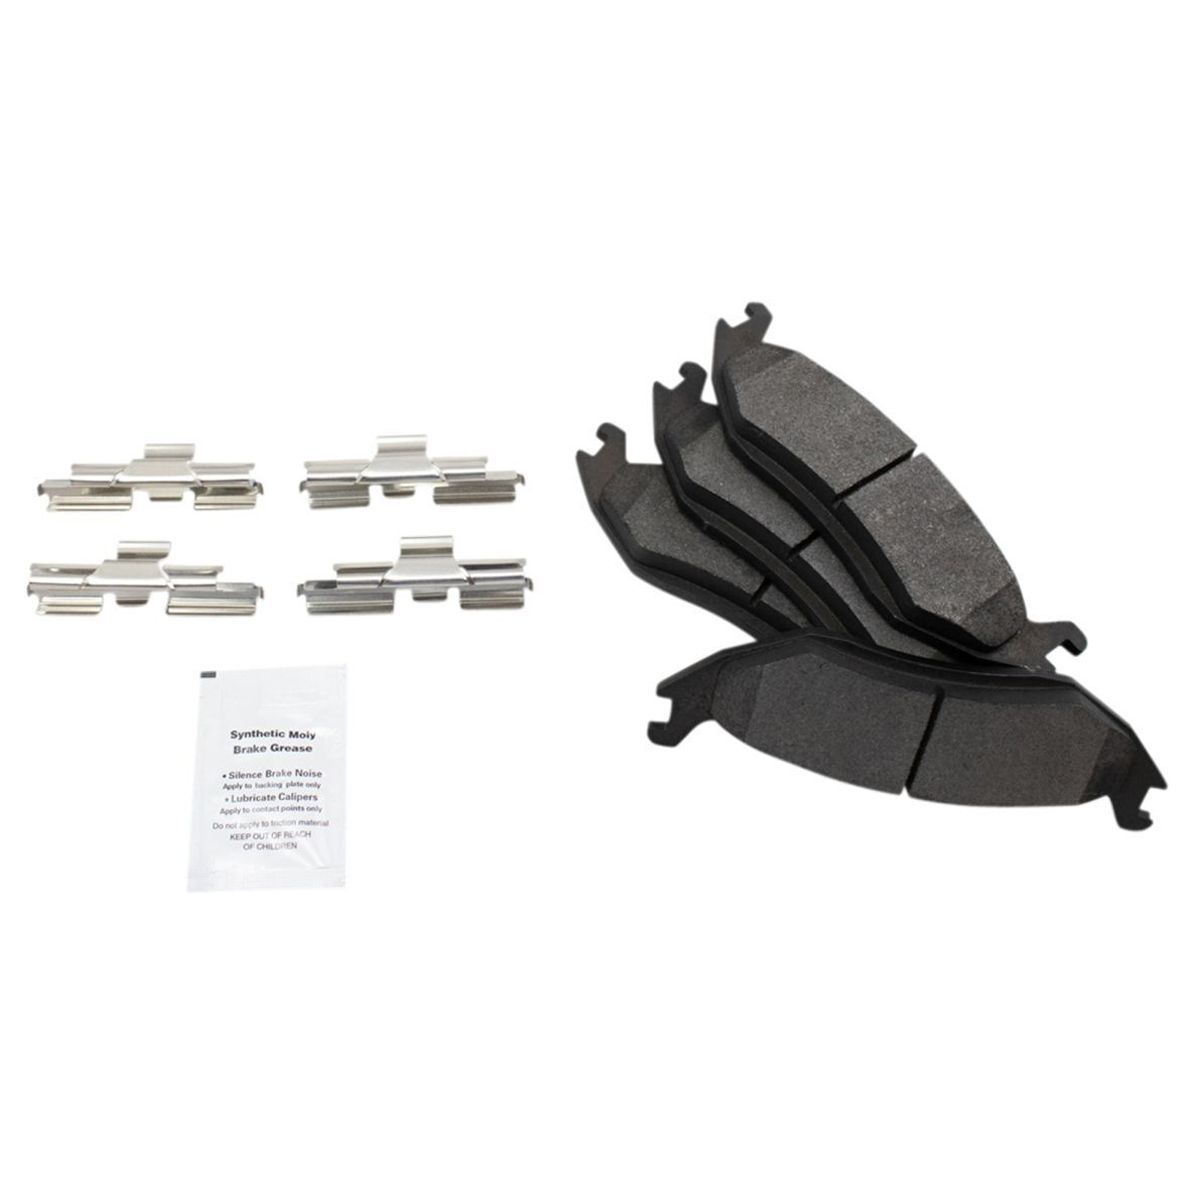 Synthetic Moly
Brake Grease
• Silence Brake Noise
Apply to backing plate only
• Lubricate Calipers
Apply to contact points only
Do not apply to friction material
KEEP OUT OF REACH
OF CHILDREN